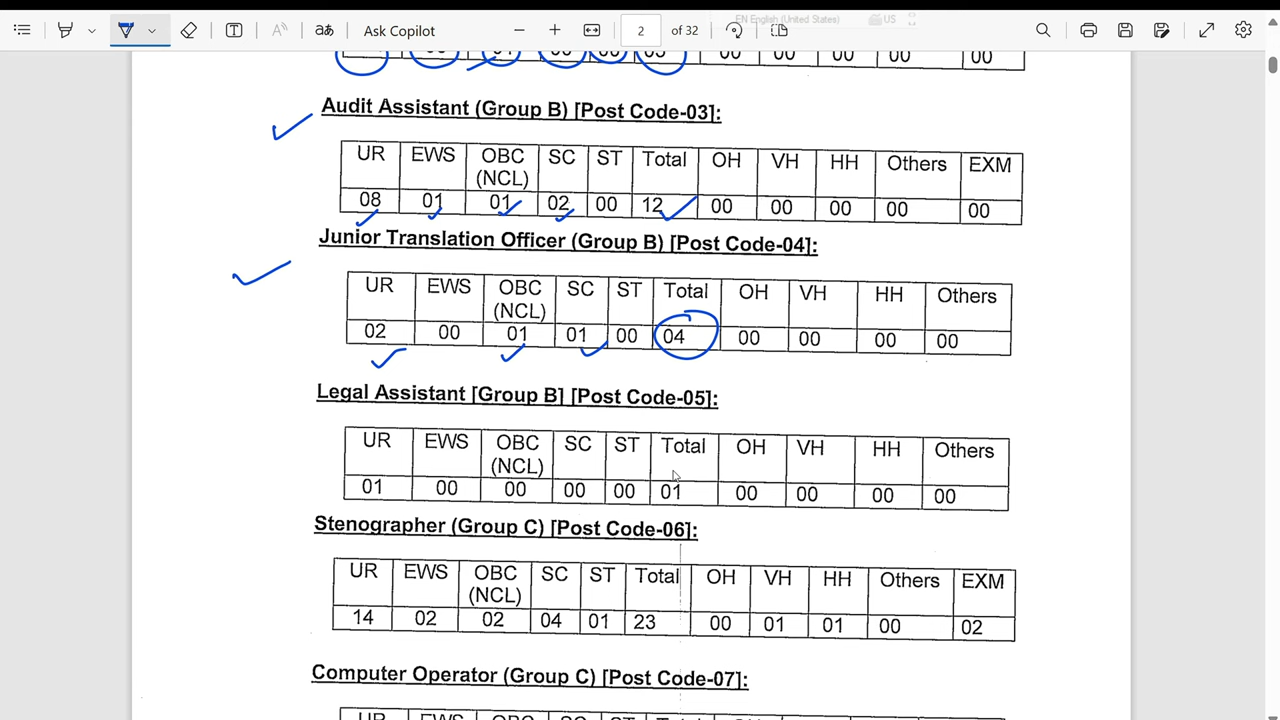 EN English (United States) US
Ask Copilot 2 of 32
00 00 00 00 00
Audit Assistant (Group B) [Post Code-03]:
UR EWS OBC (NCL) SC ST Total OH VH HH Others EXM
08 01 01 02 00 12 00 00 00 00 00
Junior Translation Officer (Group B) [Post Code-04]:
UR EWS OBC (NCL) SC ST Total OH VH HH Others
02 00 01 01 00 04 00 00 00 00
Legal Assistant [Group B] [Post Code-05]:
UR EWS OBC (NCL) SC ST Total OH VH HH Others
01 00 00 00 00 01 00 00 00 00
Stenographer (Group C) [Post Code-06]:
UR EWS OBC (NCL) SC ST Total OH VH HH Others EXM
14 02 02 04 01 23 00 01 01 00 02
Computer Operator (Group C) [Post Code-07]: